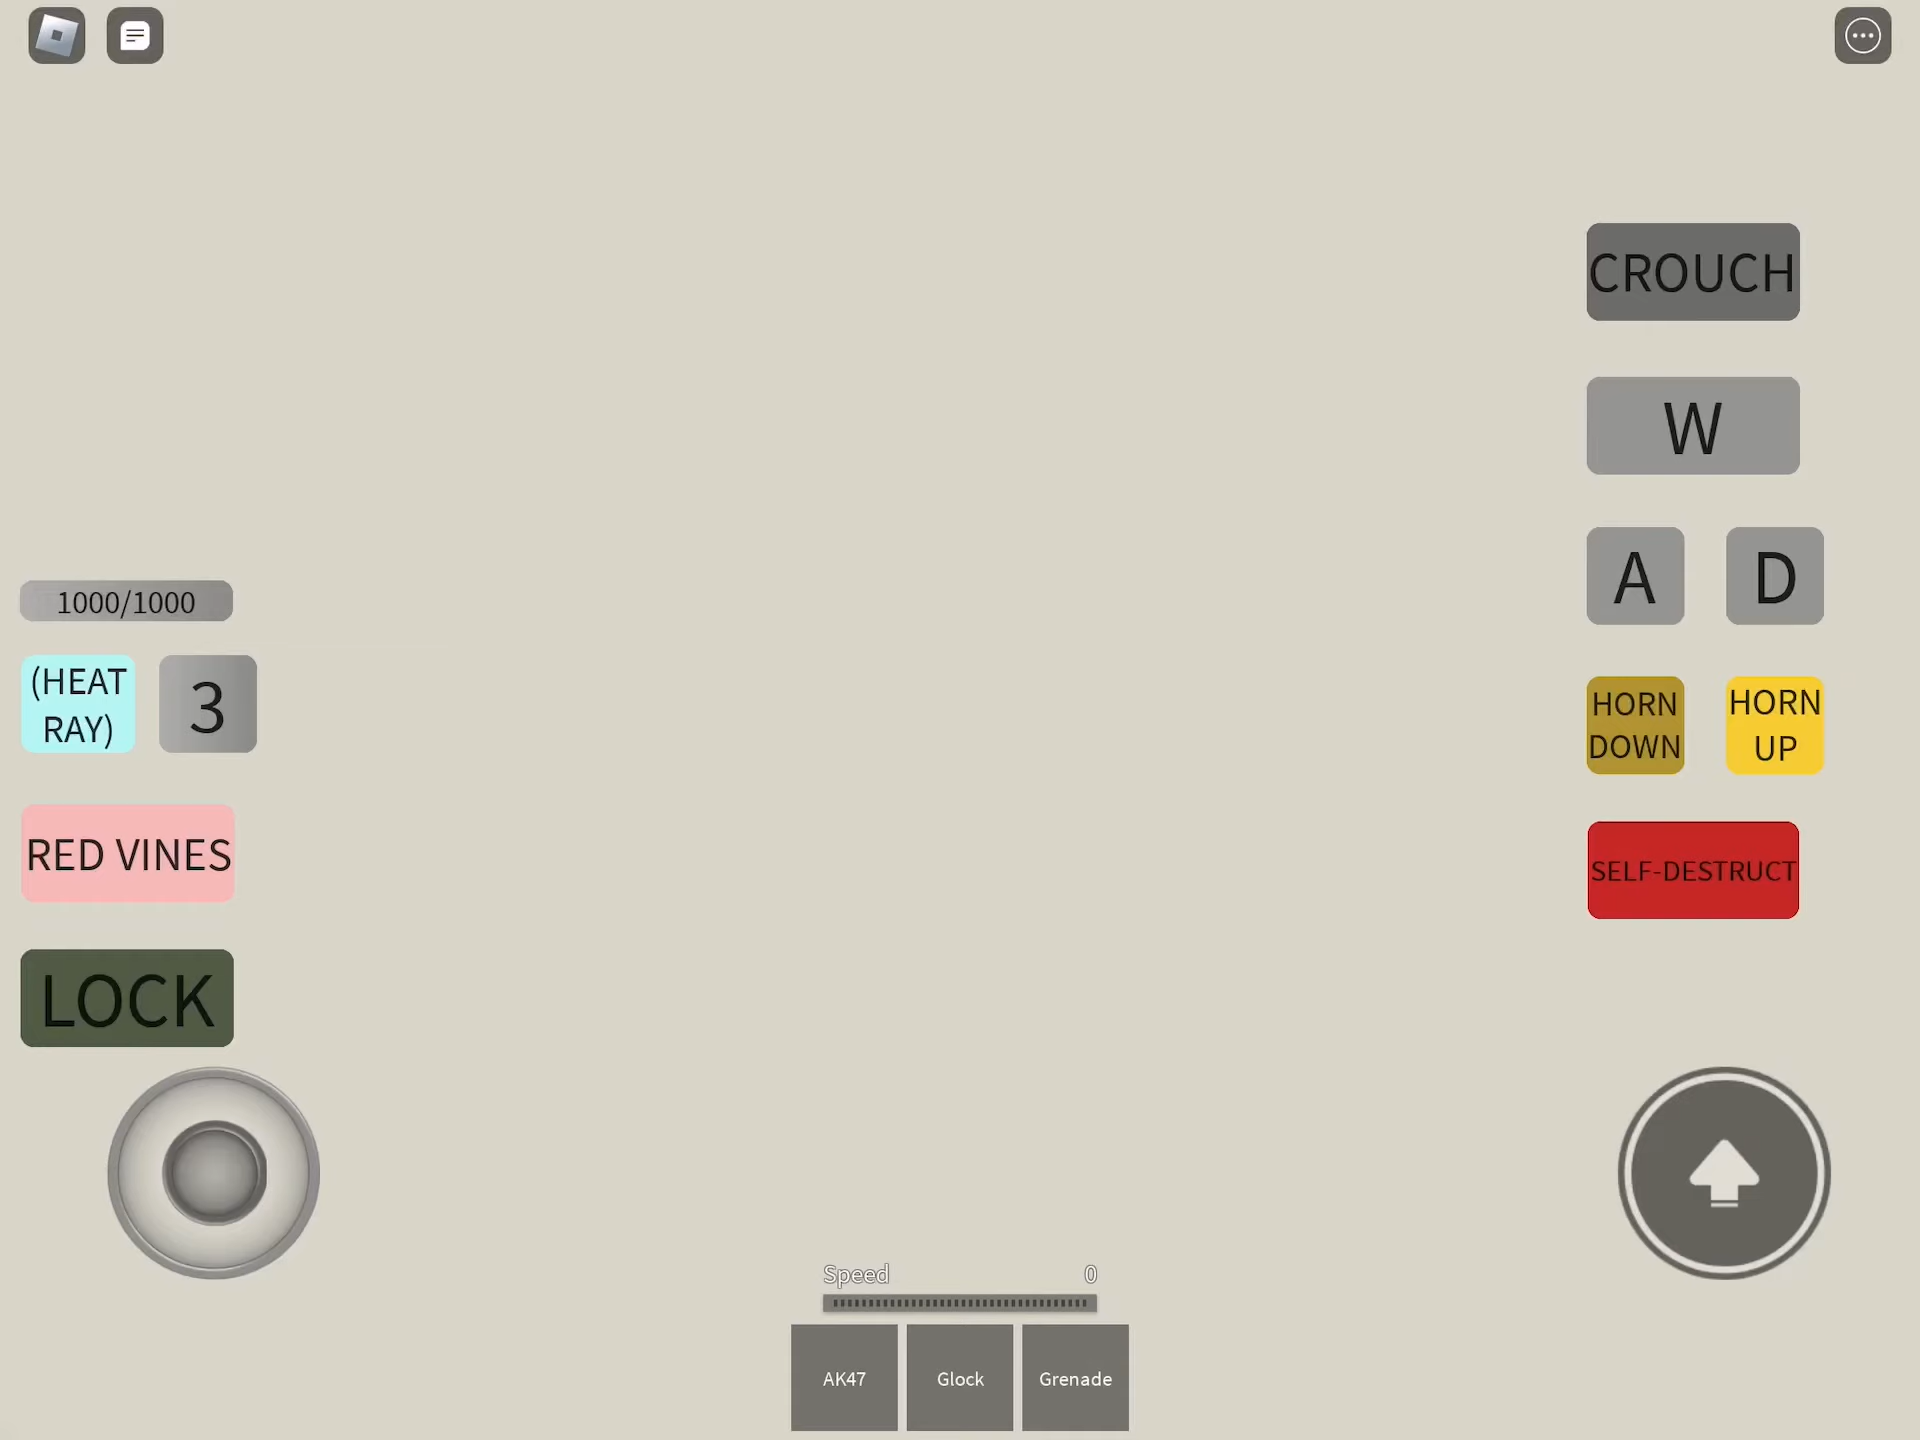 CROUCH
W
A D
1000/1000
(HEAT
RAY)
3
HORN
DOWN
HORN
UP
RED VINES
SELF-DESTRUCT
LOCK
Speed 0
AK47 Glock Grenade